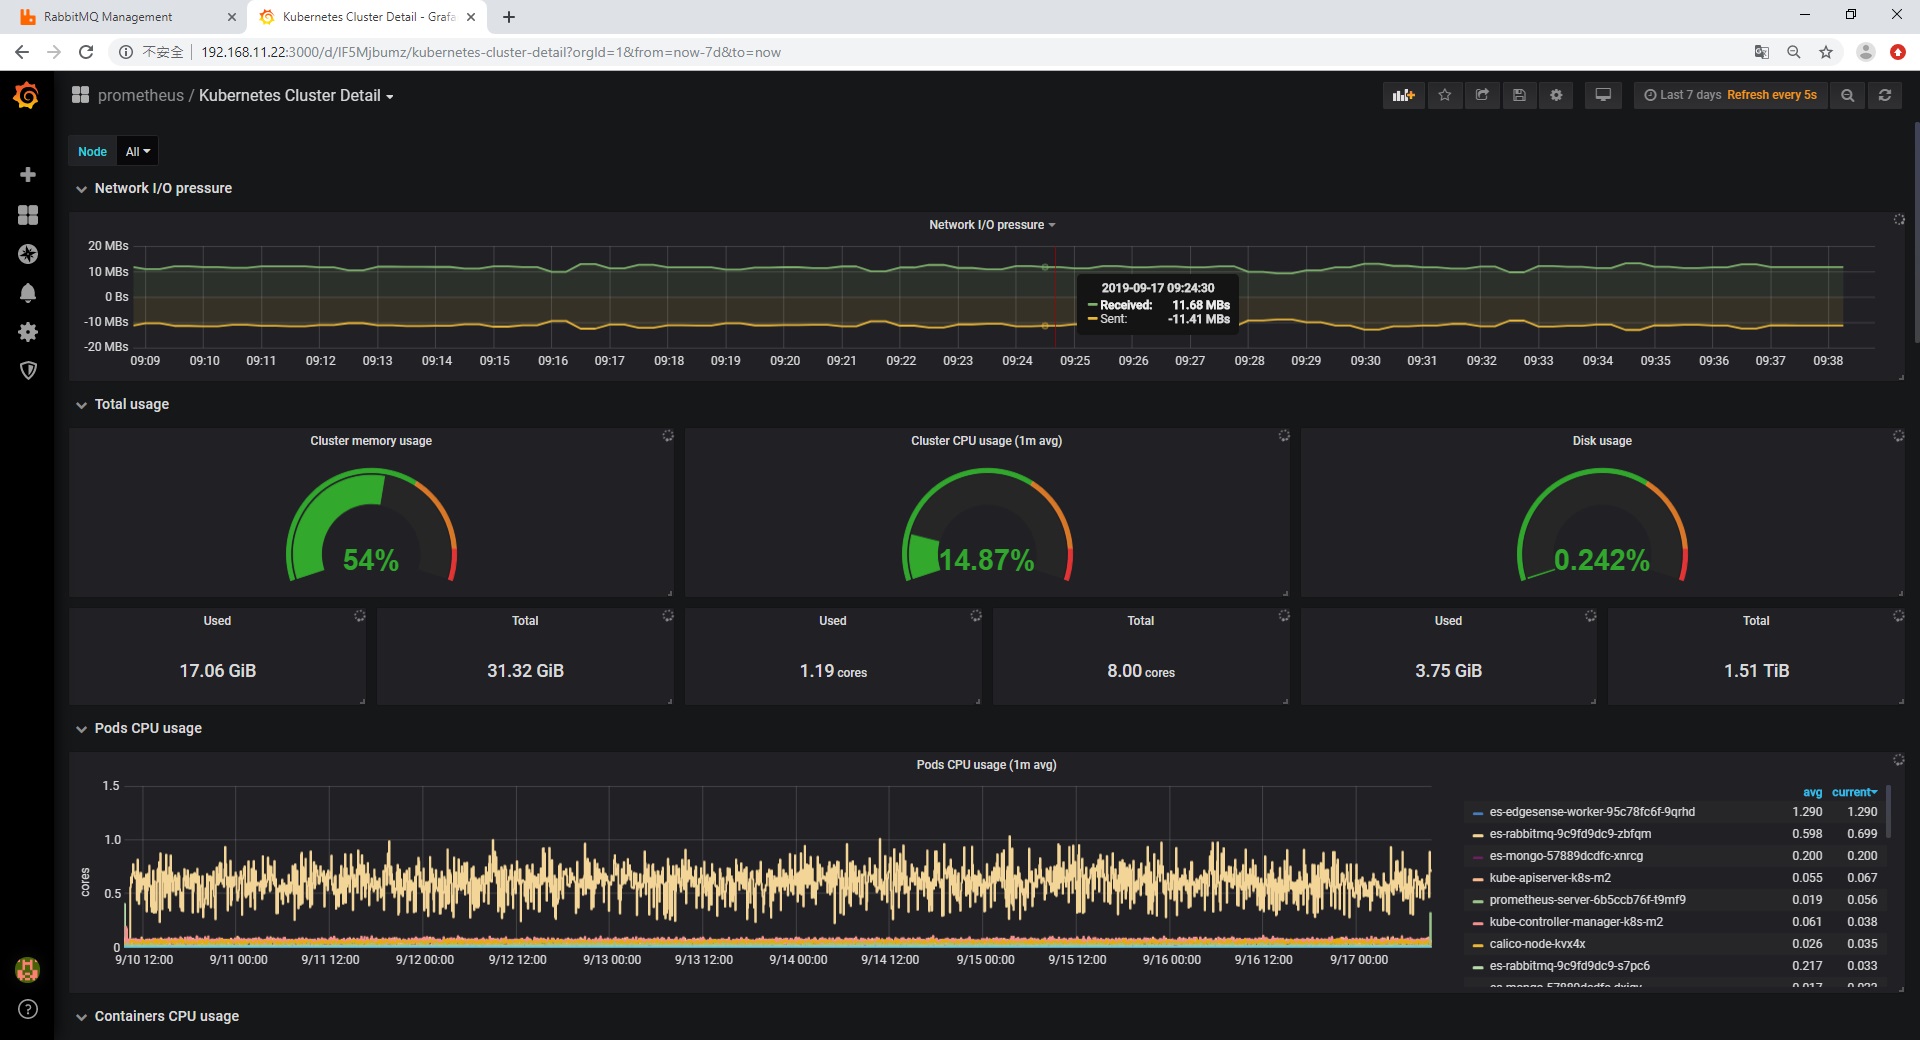 RabbitMQ Management
Kubernetes Cluster Detail - Grafa
不安全 192.168.11.22:3000/d/IF5Mjbumz/kubernetes-cluster-detail?orgId=1&from=now-7d&to=now
prometheus / Kubernetes Cluster Detail
Last 7 days Refresh every 5s
Node All
Network I/O pressure
Network I/O pressure
20 MBs
10 MBs
0 Bs
-10 MBs
-20 MBs
2019-09-17 09:24:30
Received: 11.68 MBs
Sent: -11.41 MBs
09:09 09:10 09:11 09:12 09:13 09:14 09:15 09:16 09:17 09:18 09:19 09:20 09:21 09:22 09:23 09:24 09:25 09:26 09:27 09:28 09:29 09:30 09:31 09:32 09:33 09:34 09:35 09:36 09:37 09:38
Total usage
Cluster memory usage
54%
Cluster CPU usage (1m avg)
14.87%
Disk usage
0.242%
Used
17.06 GiB
Total
31.32 GiB
Used
1.19 cores
Total
8.00 cores
Used
3.75 GiB
Total
1.51 TiB
Pods CPU usage
Pods CPU usage (1m avg)
cores
1.5
1.0
0.5
0
9/10 12:00 9/11 00:00 9/11 12:00 9/12 00:00 9/12 12:00 9/13 00:00 9/13 12:00 9/14 00:00 9/14 12:00 9/15 00:00 9/15 12:00 9/16 00:00 9/16 12:00 9/17 00:00
avg current
es-edgesense-worker-95c78fc6f-9qrhd 1.290 1.290
es-rabbitmq-9c9fd9dc9-zbfqm 0.598 0.699
es-mongo-57889dcdfc-xnrcg 0.200 0.200
kube-apiserver-k8s-m2 0.055 0.067
prometheus-server-6b5ccb76f-t9mf9 0.019 0.056
kube-controller-manager-k8s-m2 0.061 0.038
calico-node-kvx4x 0.026 0.035
es-rabbitmq-9c9fd9dc9-s7pc6 0.217 0.033
Containers CPU usage